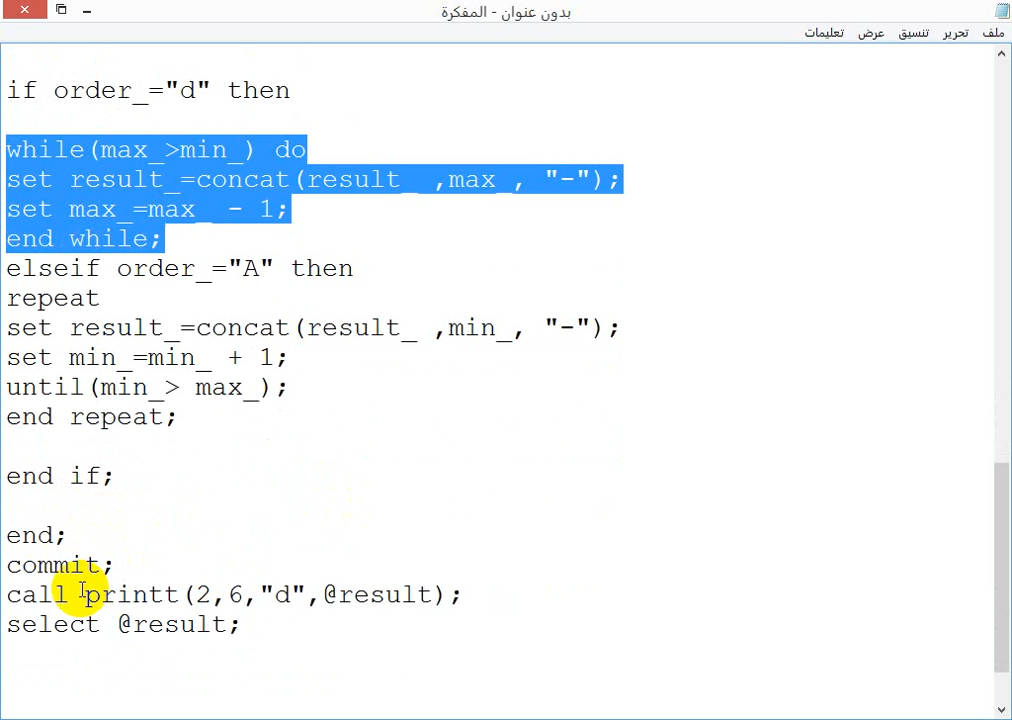 بدون عنوان - المفكرة
ملف تحرير تنسيق عرض تعليمات
if order_="d" then
while(max_>min_) do
set result_=concat(result_ ,max_, "-");
set max_=max_ - 1;
end while;
elseif order_="A" then
repeat
set result_=concat(result_ ,min_, "-");
set min_=min_ + 1;
until(min_> max_);
end repeat;
end if;
end;
commit;
call printt(2,6,"d",@result);
select @result;